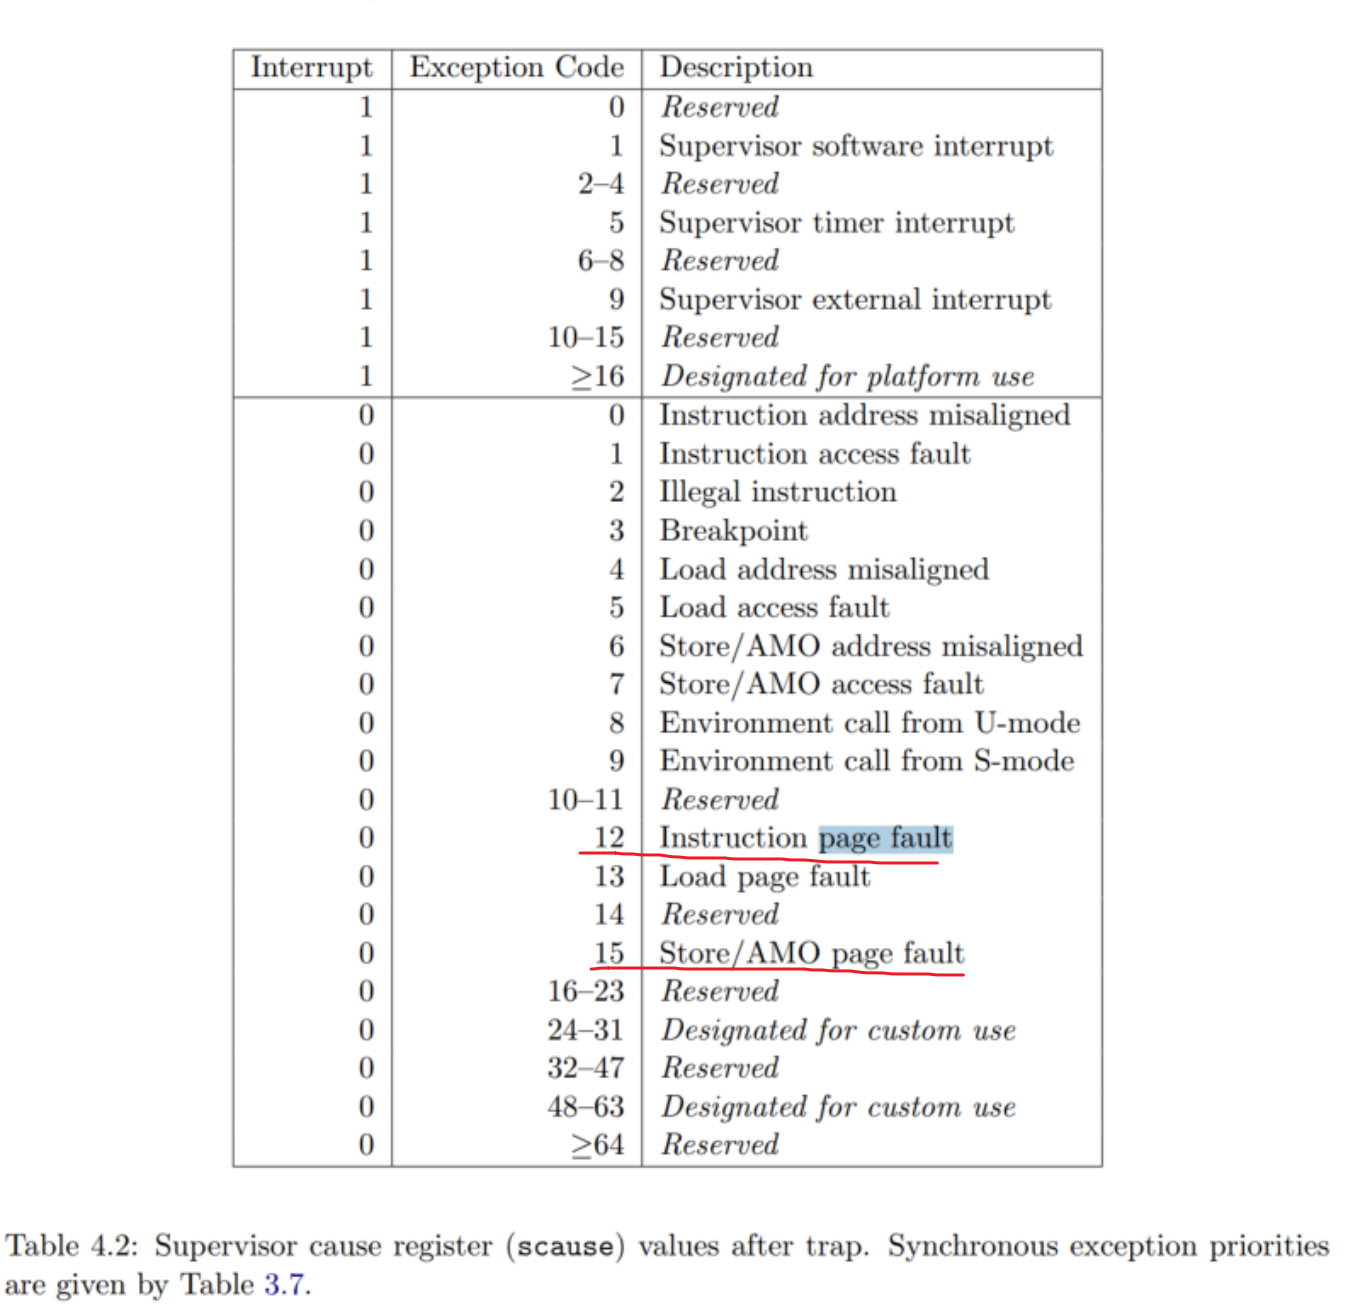 Interrupt Exception Code Description
1 0 Reserved
1 1 Supervisor software interrupt
1 2–4 Reserved
1 5 Supervisor timer interrupt
1 6–8 Reserved
1 9 Supervisor external interrupt
1 10–15 Reserved
1 ≥16 Designated for platform use
0 0 Instruction address misaligned
0 1 Instruction access fault
0 2 Illegal instruction
0 3 Breakpoint
0 4 Load address misaligned
0 5 Load access fault
0 6 Store/AMO address misaligned
0 7 Store/AMO access fault
0 8 Environment call from U-mode
0 9 Environment call from S-mode
0 10–11 Reserved
0 12 Instruction page fault
0 13 Load page fault
0 14 Reserved
0 15 Store/AMO page fault
0 16–23 Reserved
0 24–31 Designated for custom use
0 32–47 Reserved
0 48–63 Designated for custom use
0 ≥64 Reserved
Table 4.2: Supervisor cause register (scause) values after trap. Synchronous exception priorities
are given by Table 3.7.